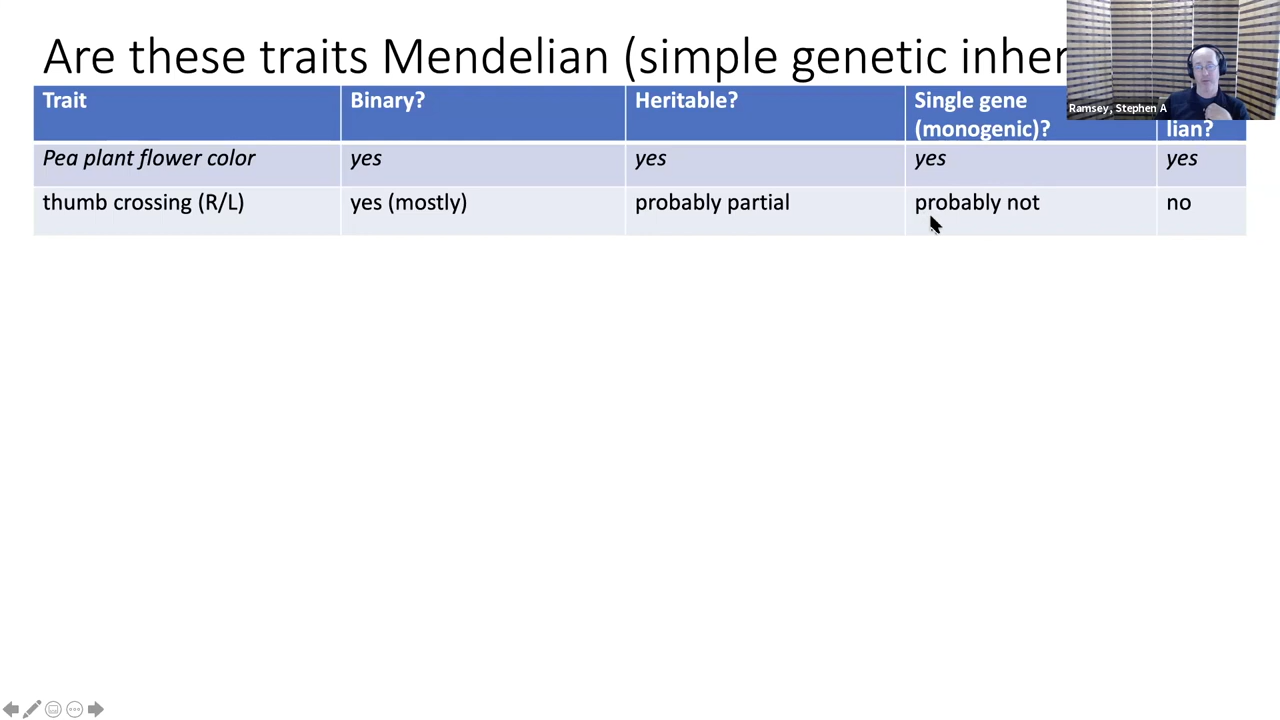 Are these traits Mendelian (simple genetic inher
Trait Binary? Heritable? Single gene (monogenic)? lian?
Pea plant flower color yes yes yes yes
thumb crossing (R/L) yes (mostly) probably partial probably not no
Ramsey, Stephen A